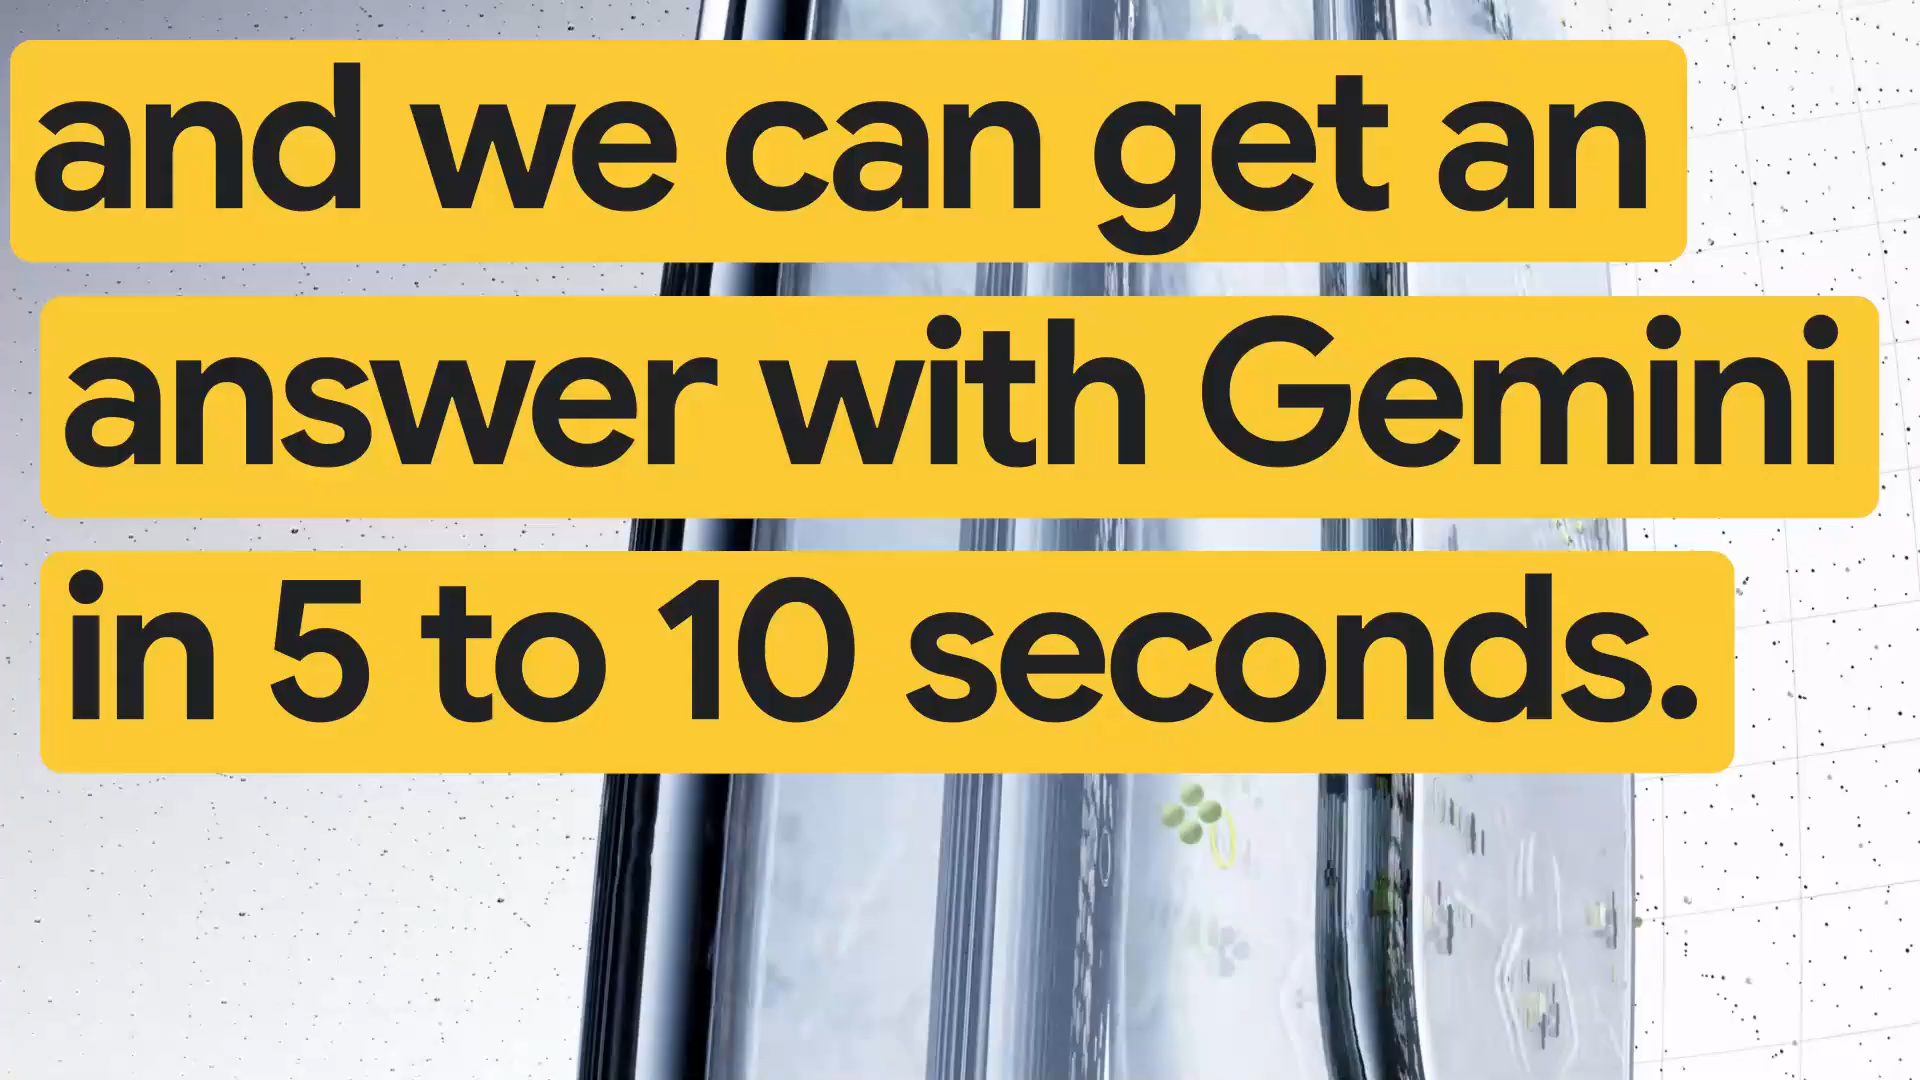 and we can get an
answer with Gemini
in 5 to 10 seconds.